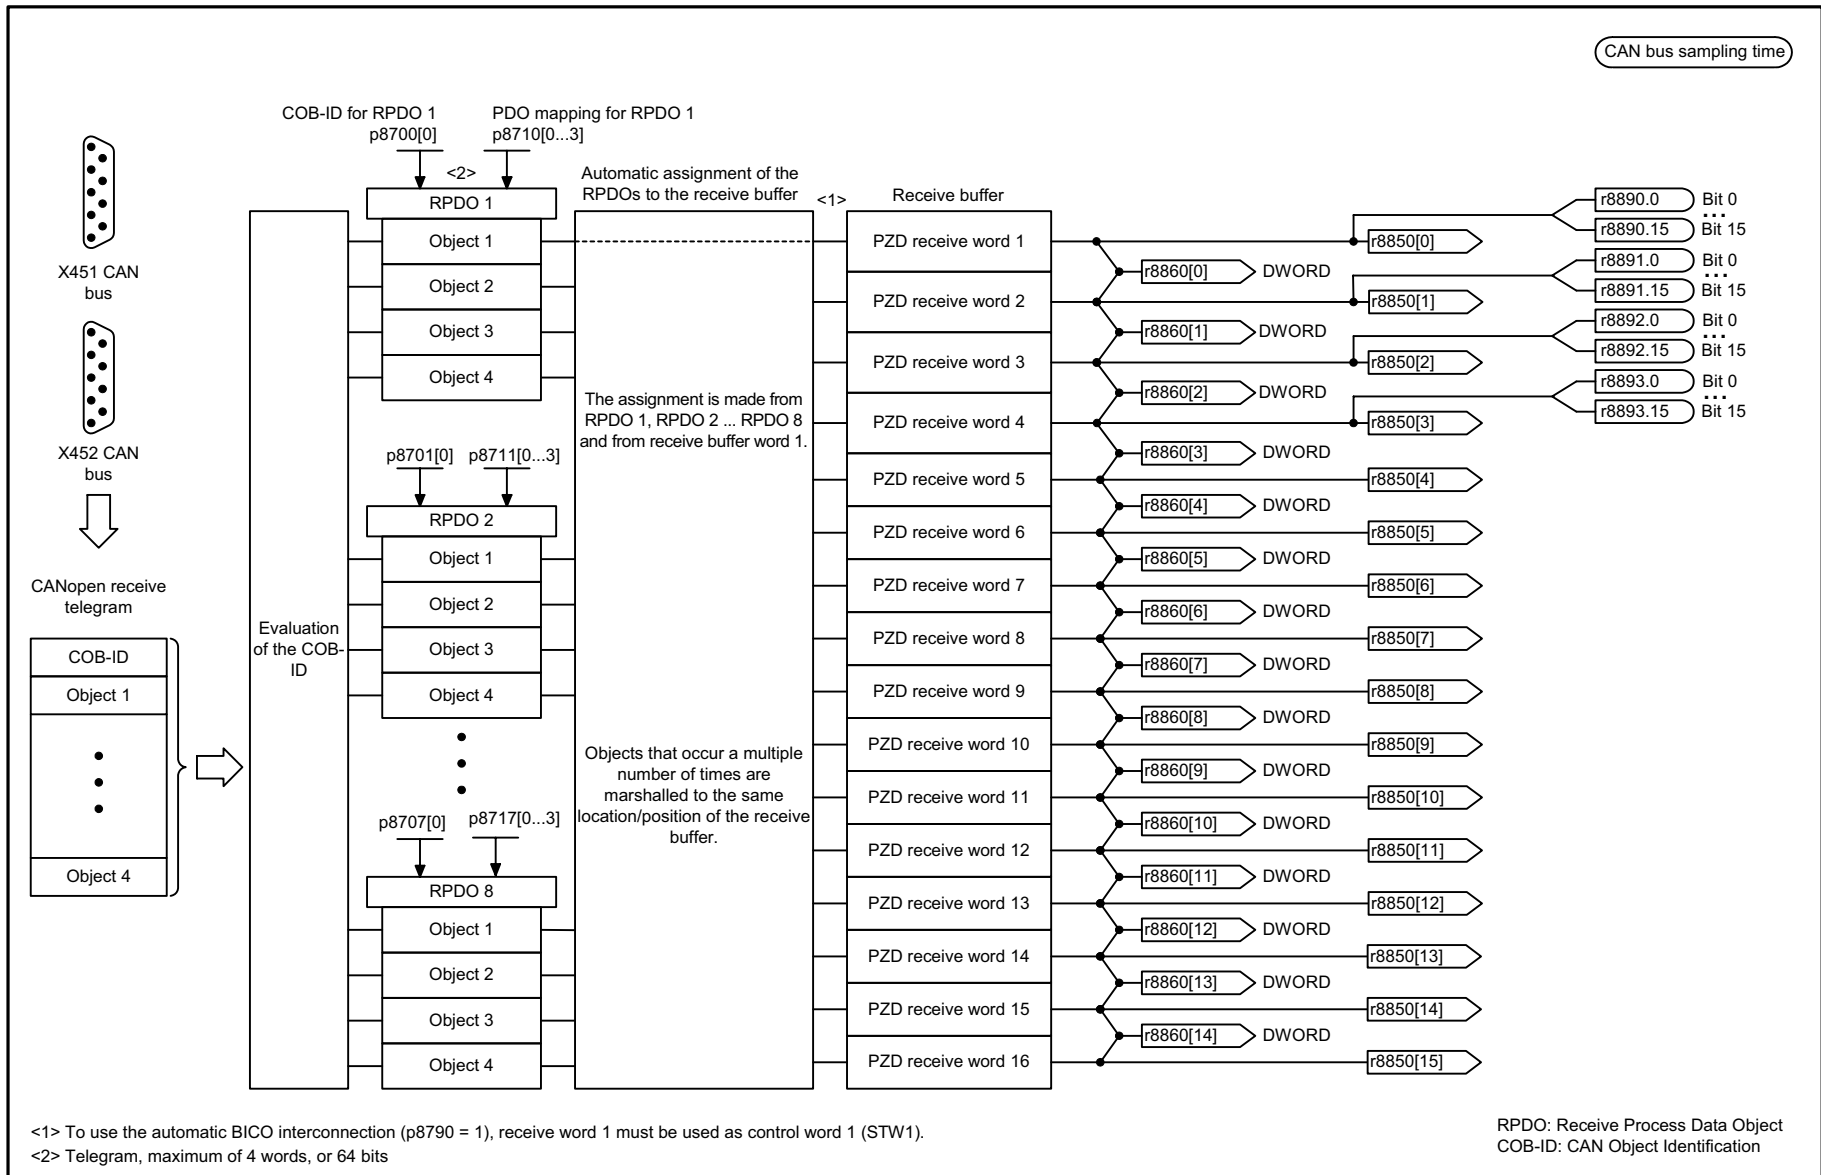 CAN bus sampling time
COB-ID for RPDO 1
p8700[0]
PDO mapping for RPDO 1
p8710[0...3]
<2>
X451 CAN
bus
X452 CAN
bus
CANopen receive
telegram
COB-ID
Object 1
Object 4
Evaluation
of the COB-
ID
RPDO 1
Object 1
Object 2
Object 3
Object 4
p8701[0]
p8711[0...3]
RPDO 2
Object 1
Object 2
Object 3
Object 4
p8707[0]
p8717[0...3]
RPDO 8
Object 1
Object 2
Object 3
Object 4
Automatic assignment of the
RPDOs to the receive buffer
The assignment is made from
RPDO 1, RPDO 2 ... RPDO 8
and from receive buffer word 1.
Objects that occur a multiple
number of times are
marshalled to the same
location/position of the receive
buffer.
<1>
Receive buffer
PZD receive word 1
PZD receive word 2
PZD receive word 3
PZD receive word 4
PZD receive word 5
PZD receive word 6
PZD receive word 7
PZD receive word 8
PZD receive word 9
PZD receive word 10
PZD receive word 11
PZD receive word 12
PZD receive word 13
PZD receive word 14
PZD receive word 15
PZD receive word 16
r8860[0] DWORD
r8860[1] DWORD
r8860[2] DWORD
r8860[3] DWORD
r8860[4] DWORD
r8860[5] DWORD
r8860[6] DWORD
r8860[7] DWORD
r8860[8] DWORD
r8860[9] DWORD
r8860[10] DWORD
r8860[11] DWORD
r8860[12] DWORD
r8860[13] DWORD
r8860[14] DWORD
r8850[0]
r8850[1]
r8850[2]
r8850[3]
r8850[4]
r8850[5]
r8850[6]
r8850[7]
r8850[8]
r8850[9]
r8850[10]
r8850[11]
r8850[12]
r8850[13]
r8850[14]
r8850[15]
r8890.0 Bit 0
...
r8890.15 Bit 15
r8891.0 Bit 0
...
r8891.15 Bit 15
r8892.0 Bit 0
...
r8892.15 Bit 15
r8893.0 Bit 0
...
r8893.15 Bit 15
<1> To use the automatic BICO interconnection (p8790 = 1), receive word 1 must be used as control word 1 (STW1).
<2> Telegram, maximum of 4 words, or 64 bits
RPDO: Receive Process Data Object
COB-ID: CAN Object Identification